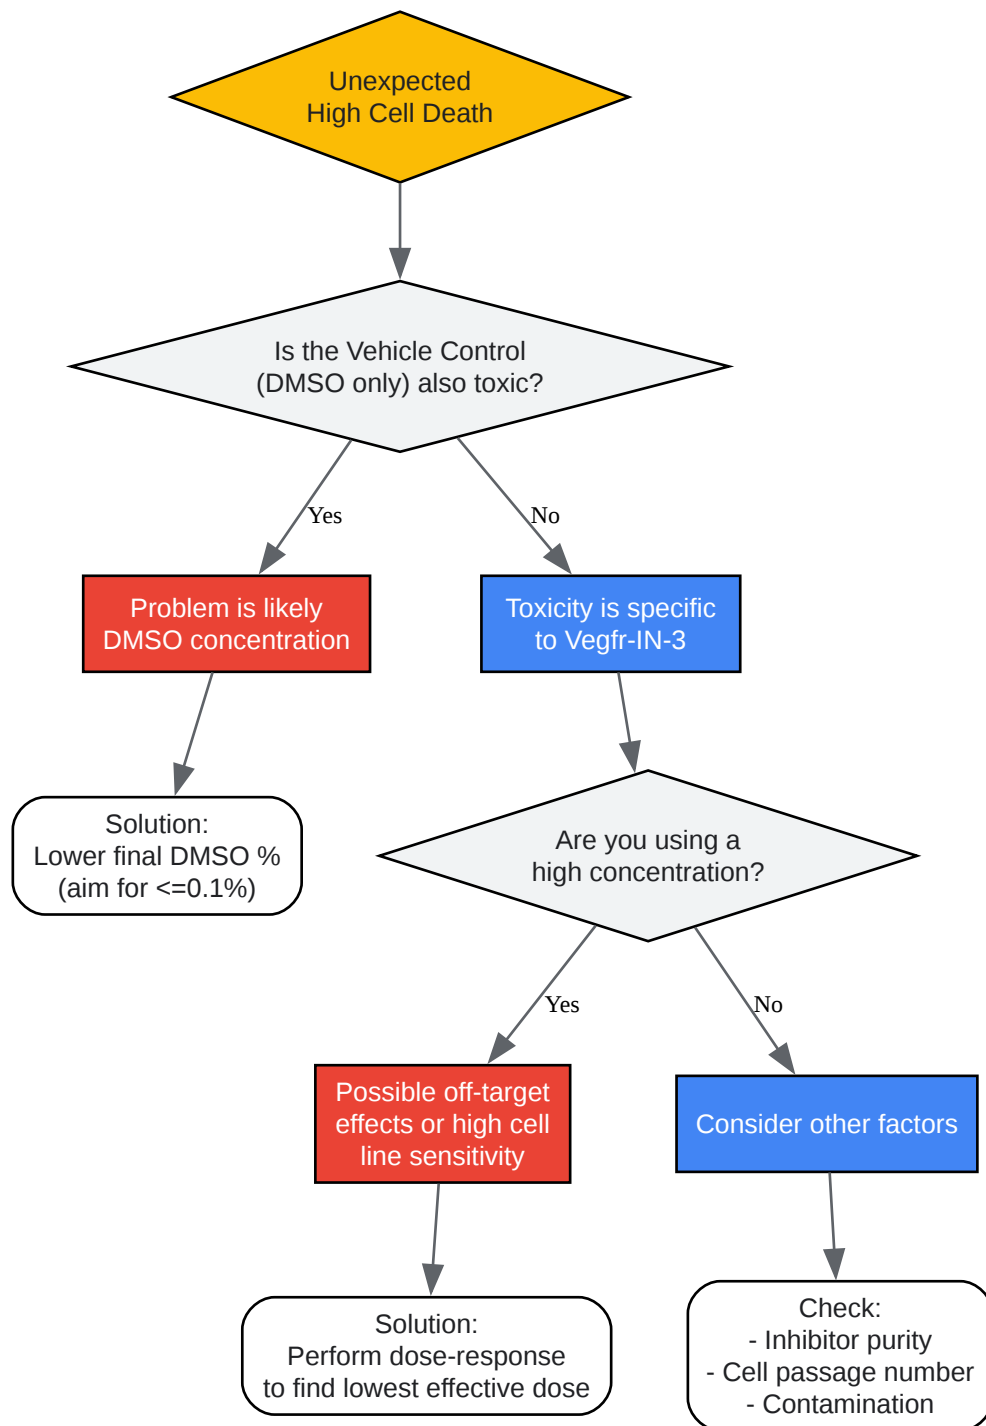 Unexpected
High Cell Death
Is the Vehicle Control
(DMSO only) also toxic?
Yes
No
Problem is likely
DMSO concentration
Toxicity is specific
to Vegfr-IN-3
Solution:
Lower final DMSO %
(aim for <=0.1%)
Are you using a
high concentration?
Yes
No
Possible off-target
effects or high cell
line sensitivity
Consider other factors
Solution:
Perform dose-response
to find lowest effective dose
Check:
- Inhibitor purity
- Cell passage number
- Contamination